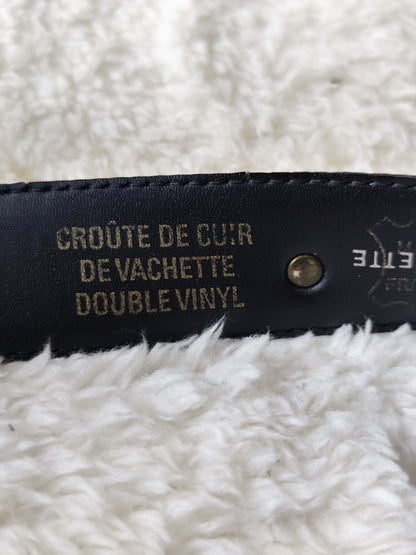 CROÛTE DE CUIR
DE VACHETTE
DOUBLE VINYL